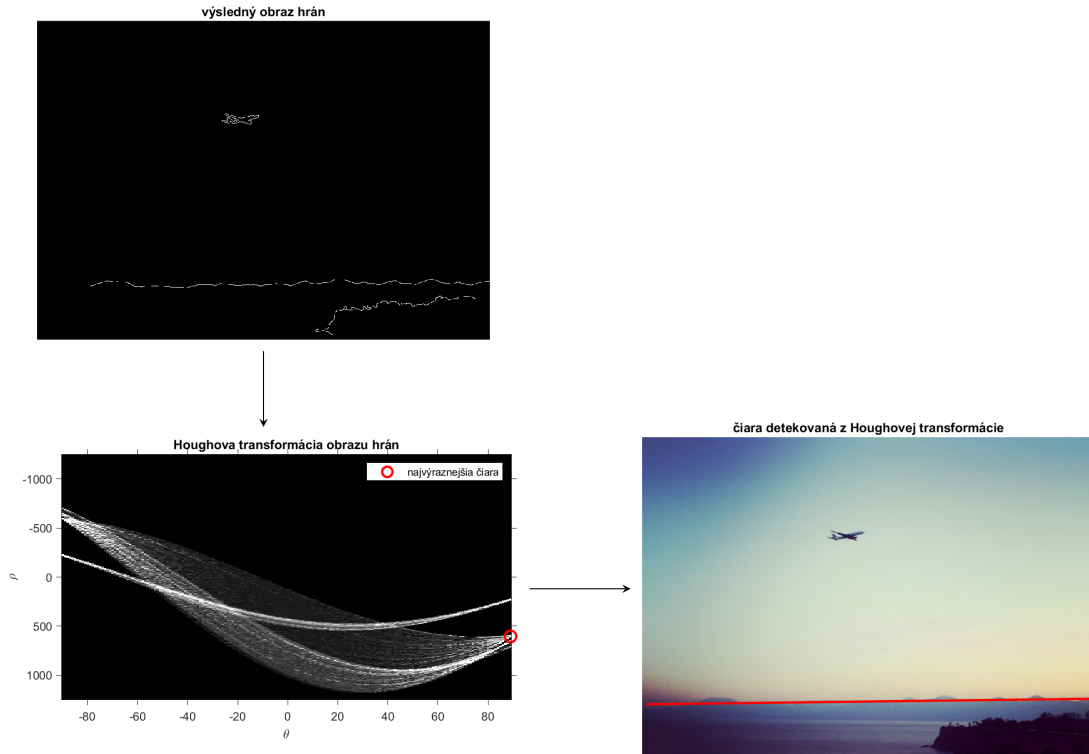 výsledný obraz hrán
Houghova transformácia obrazu hrán
najvýraznejšia čiara
-1000
-500
0
500
1000
ρ
-80
-60
-40
-20
0
20
40
60
80
θ
čiara detekovaná z Houghovej transformácie